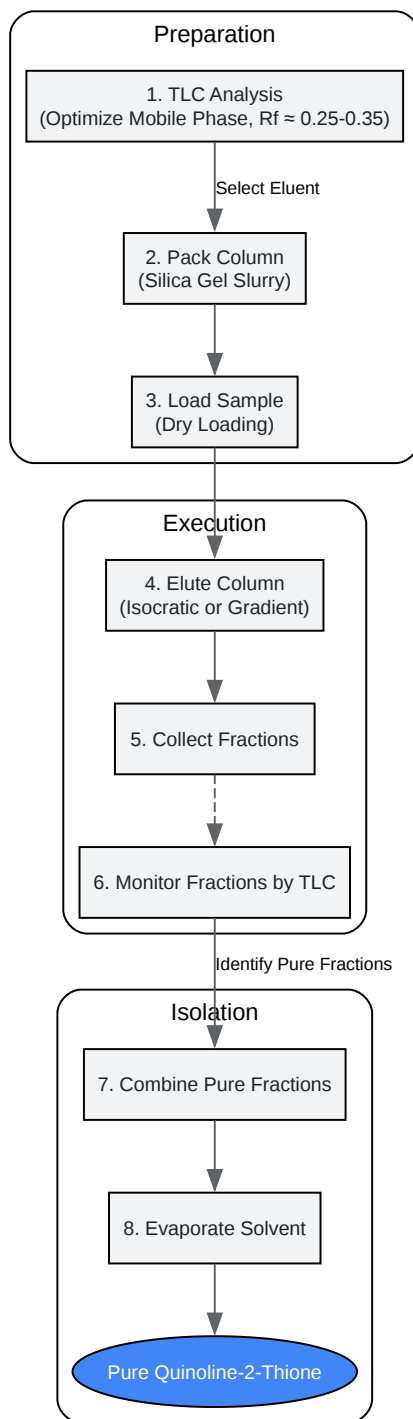 Preparation
1. TLC Analysis
(Optimize Mobile Phase, Rf ≈ 0.25-0.35)
Select Eluent
2. Pack Column
(Silica Gel Slurry)
3. Load Sample
(Dry Loading)
Execution
4. Elute Column
(Isocratic or Gradient)
5. Collect Fractions
6. Monitor Fractions by TLC
Identify Pure Fractions
Isolation
7. Combine Pure Fractions
8. Evaporate Solvent
Pure Quinoline-2-Thione